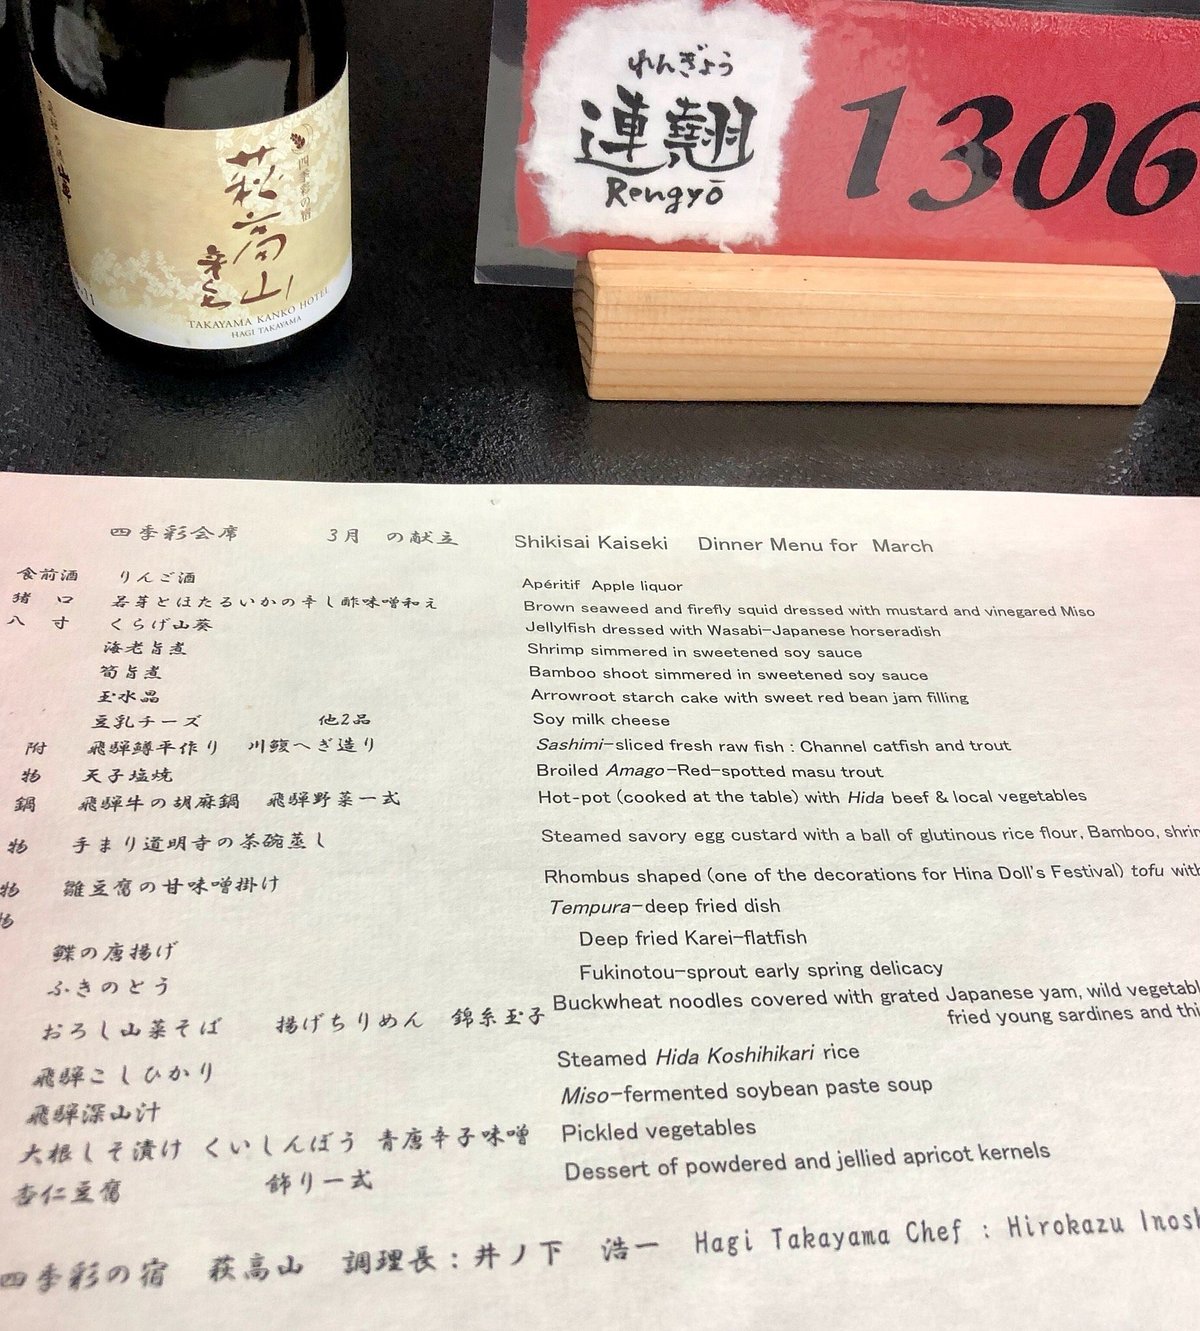 四季彩の宿
萩高山
TAKAYAMA KANKO HOTEL
HAGI TAKAYAMA
れんぎょう
連翹
Rengyō
1306
四季彩会席 3月 の献立 Shikisai Kaiseki Dinner Menu for March
食前酒 りんご酒 Apéritif Apple liquor
猪口 若芽とほたるいかの辛し酢味噌和え Brown seaweed and firefly squid dressed with mustard and vinegared Miso
八寸 くらげ山葵 Jellylfish dressed with Wasabi-Japanese horseradish
海老旨煮 Shrimp simmered in sweetened soy sauce
筍旨煮 Bamboo shoot simmered in sweetened soy sauce
玉水晶 Arrowroot starch cake with sweet red bean jam filling
豆乳チーズ 他2品 Soy milk cheese
附 飛騨鱒平作り 川鰒へぎ造り Sashimi-sliced fresh raw fish : Channel catfish and trout
物 天子塩焼 Broiled Amago-Red-spotted masu trout
鍋 飛騨牛の胡麻鍋 飛騨野菜一式 Hot-pot (cooked at the table) with Hida beef & local vegetables
物 手まり道明寺の茶碗蒸し Steamed savory egg custard with a ball of glutinous rice flour, Bamboo, shrim
物 雛豆腐の甘味噌掛け Rhombus shaped (one of the decorations for Hina Doll's Festival) tofu with
物 Tempura-deep fried dish
鰈の唐揚げ Deep fried Karei-flatfish
ふきのとう Fukinotou-sprout early spring delicacy
おろし山菜そば 揚げちりめん 錦糸玉子 Buckwheat noodles covered with grated Japanese yam, wild vegetabl
fried young sardines and thi
飛騨こしひかり Steamed Hida Koshihikari rice
飛騨深山汁 Miso-fermented soybean paste soup
大根しそ漬け くいしんぼう 青唐辛子味噌 Pickled vegetables
杏仁豆腐 飾り一式 Dessert of powdered and jellied apricot kernels
四季彩の宿 萩高山 調理長：井ノ下 浩一 Hagi Takayama Chef : Hirokazu Inosh